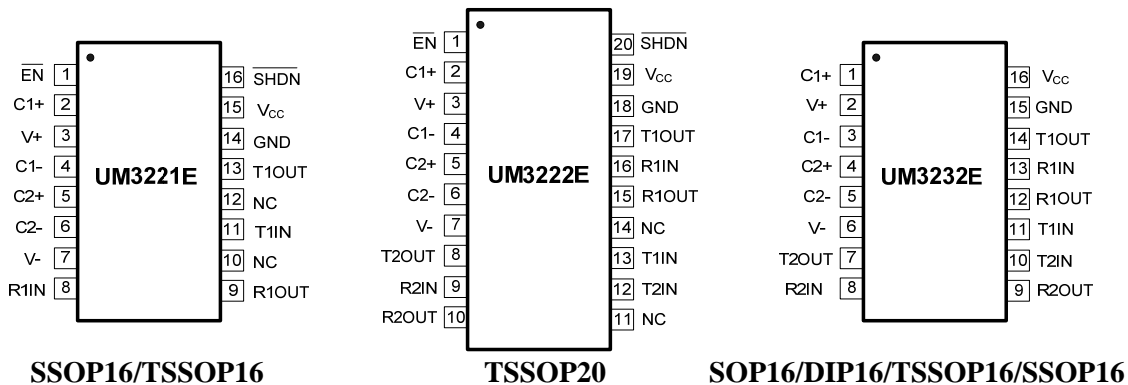 EN 1
C1+ 2
V+ 3
C1- 4
C2+ 5
C2- 6
V- 7
R1IN 8
UM3221E
16 SHDN
15 VCC
14 GND
13 T1OUT
12 NC
11 T1IN
10 NC
9 R1OUT
SSOP16/TSSOP16
EN 1
C1+ 2
V+ 3
C1- 4
C2+ 5
C2- 6
V- 7
T2OUT 8
R2IN 9
R2OUT 10
UM3222E
20 SHDN
19 VCC
18 GND
17 T1OUT
16 R1IN
15 R1OUT
14 NC
13 T1IN
12 T2IN
11 NC
TSSOP20
C1+ 1
V+ 2
C1- 3
C2+ 4
C2- 5
V- 6
T2OUT 7
R2IN 8
UM3232E
16 VCC
15 GND
14 T1OUT
13 R1IN
12 R1OUT
11 T1IN
10 T2IN
9 R2OUT
SOP16/DIP16/TSSOP16/SSOP16